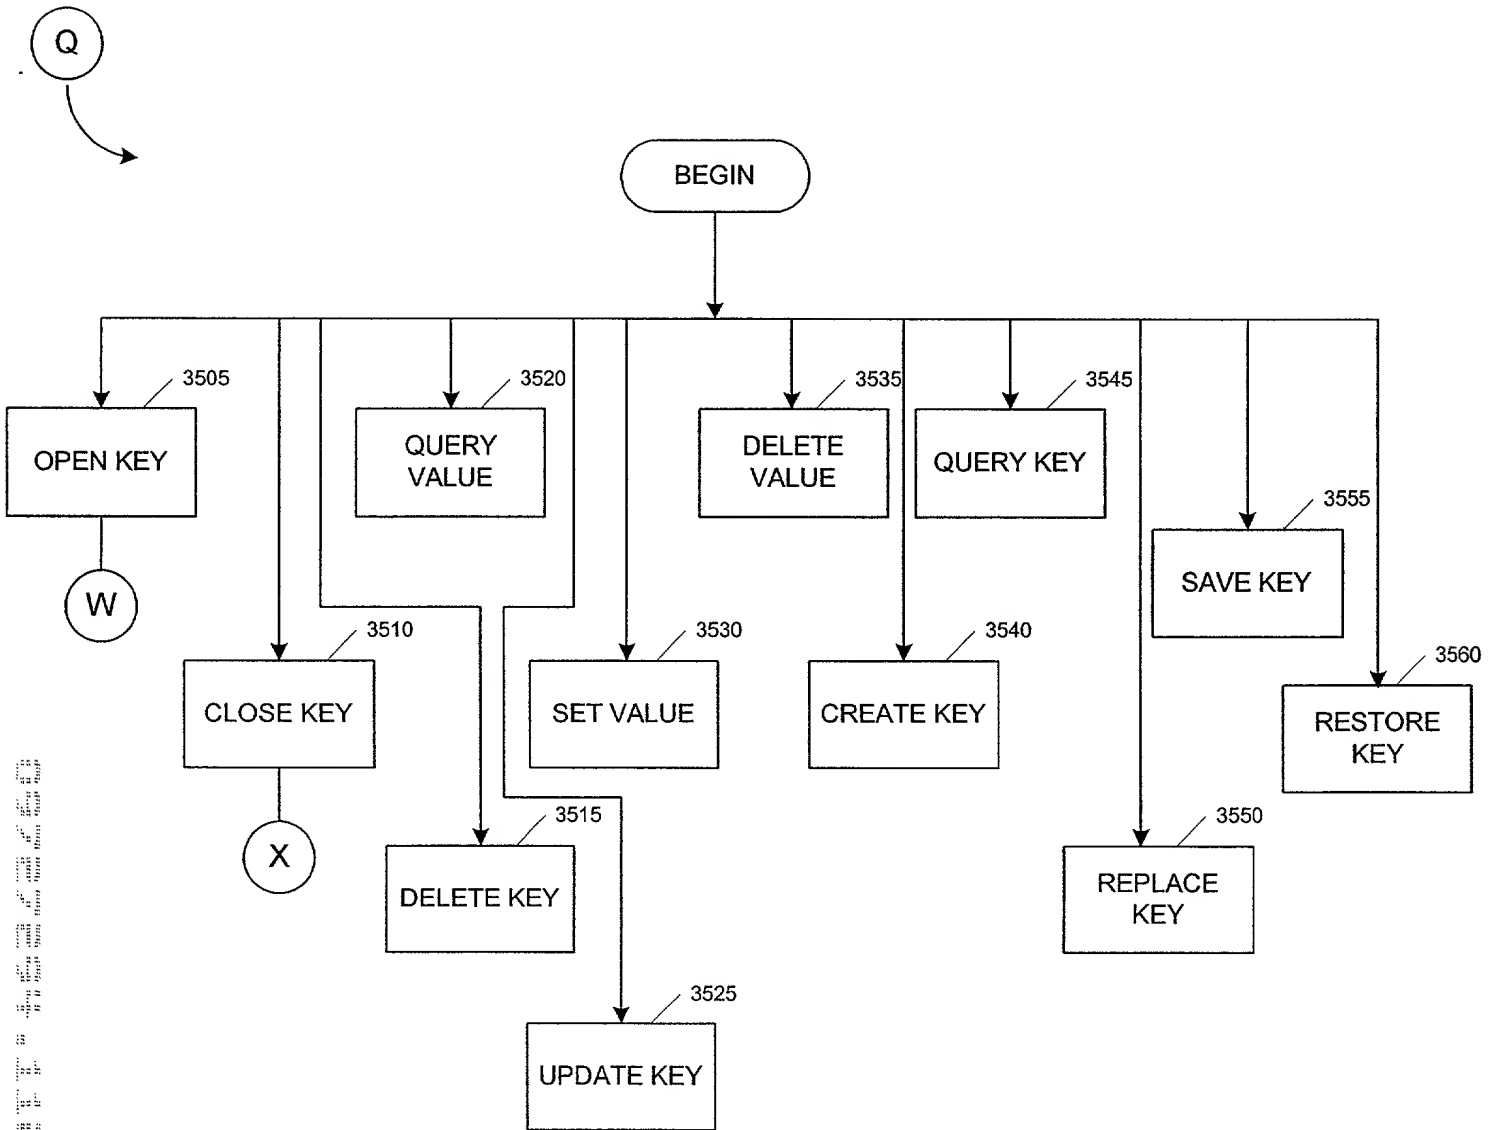 Q
BEGIN
3505
OPEN KEY
W
3520
QUERY
VALUE
3535
DELETE
VALUE
3545
QUERY KEY
3555
SAVE KEY
3510
CLOSE KEY
X
3530
SET VALUE
3540
CREATE KEY
3560
RESTORE
KEY
3515
DELETE KEY
3550
REPLACE
KEY
3525
UPDATE KEY